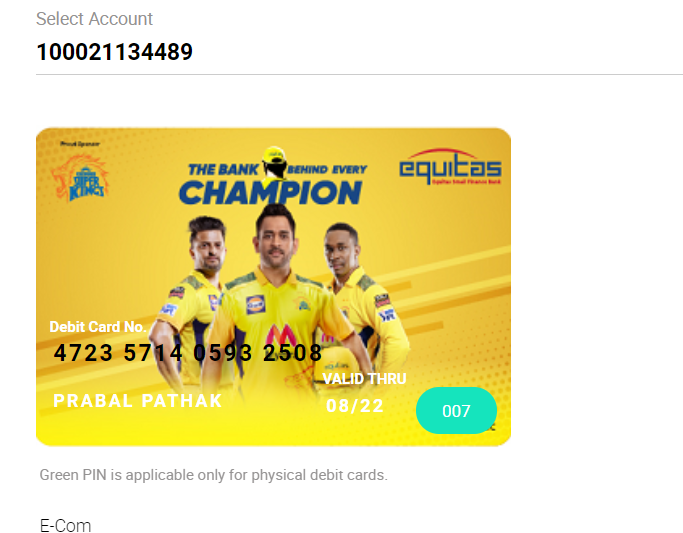 Select Account
100021134489
Proud Sponsor
CHENNAI SUPER KINGS
THE BANK BEHIND EVERY
CHAMPION
equitas
Equitas Small Finance Bank
Debit Card No.
4723 5714 0593 2508
VALID THRU
PRABAL PATHAK
08/22
007
Green PIN is applicable only for physical debit cards.
E-Com